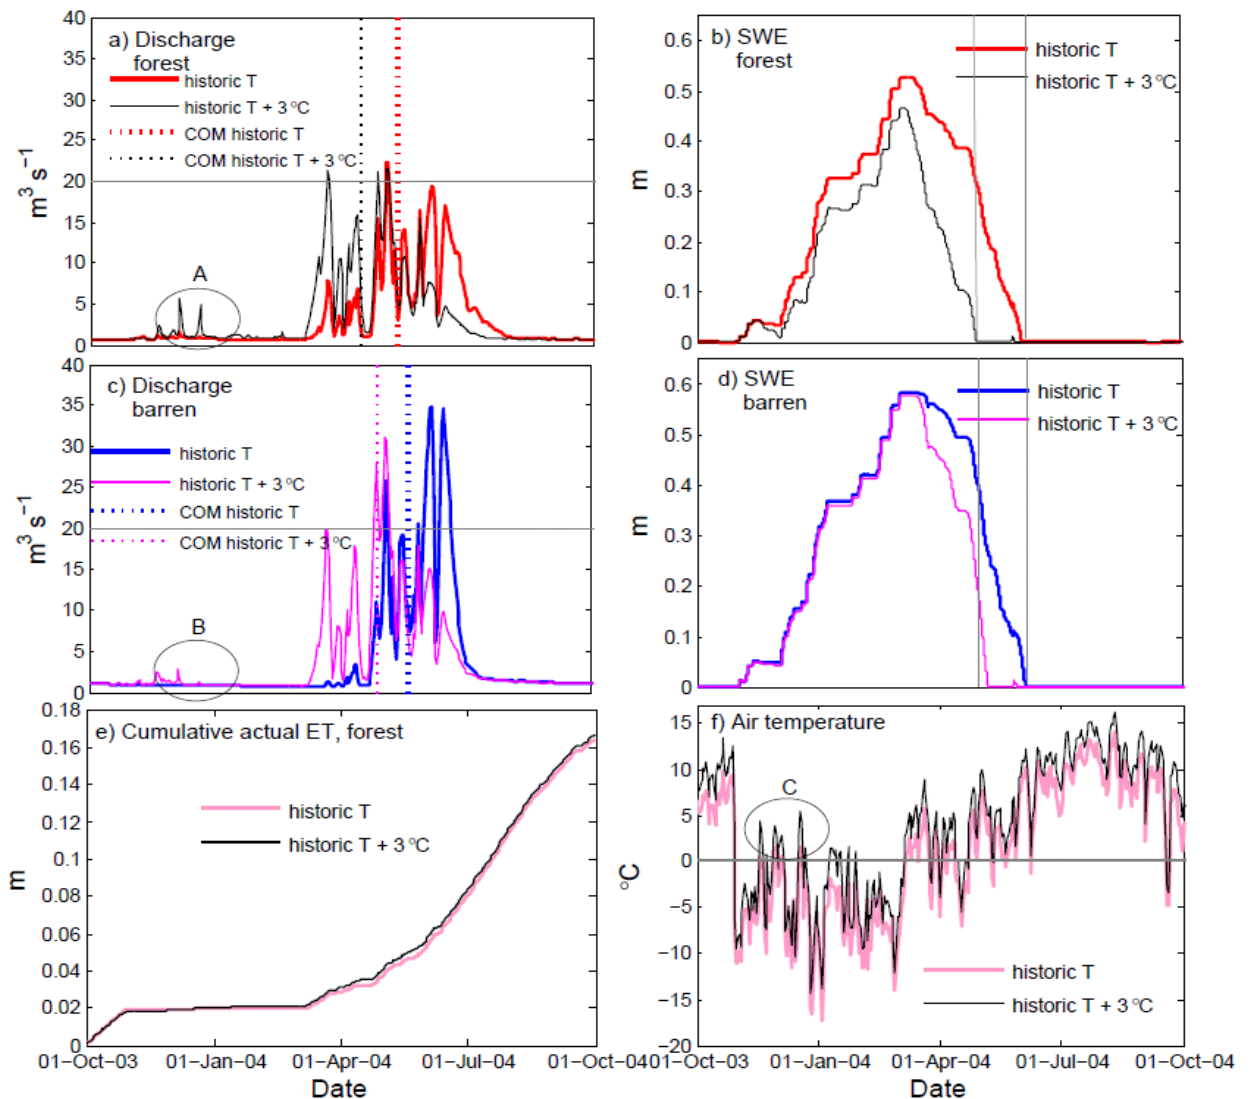 a) Discharge
forest
historic T
historic T + 3 °C
COM historic T
COM historic T + 3 °C
A
m³ s⁻¹
40
35
30
25
20
15
10
5
0
b) SWE
forest
historic T
historic T + 3 °C
m
0.6
0.5
0.4
0.3
0.2
0.1
0
c) Discharge
barren
historic T
historic T + 3 °C
COM historic T
COM historic T + 3 °C
B
m³ s⁻¹
40
35
30
25
20
15
10
5
0
d) SWE
barren
historic T
historic T + 3 °C
m
0.6
0.5
0.4
0.3
0.2
0.1
0
e) Cumulative actual ET, forest
historic T
historic T + 3 °C
m
0.18
0.16
0.14
0.12
0.1
0.08
0.06
0.04
0.02
0
01−Oct−03 01−Jan−04 01−Apr−04 01−Jul−04 01−Oct−04
Date
f) Air temperature
C
historic T
historic T + 3 °C
°C
15
10
5
0
−5
−10
−15
−20
01−Oct−03 01−Jan−04 01−Apr−04 01−Jul−04 01−Oct−04
Date